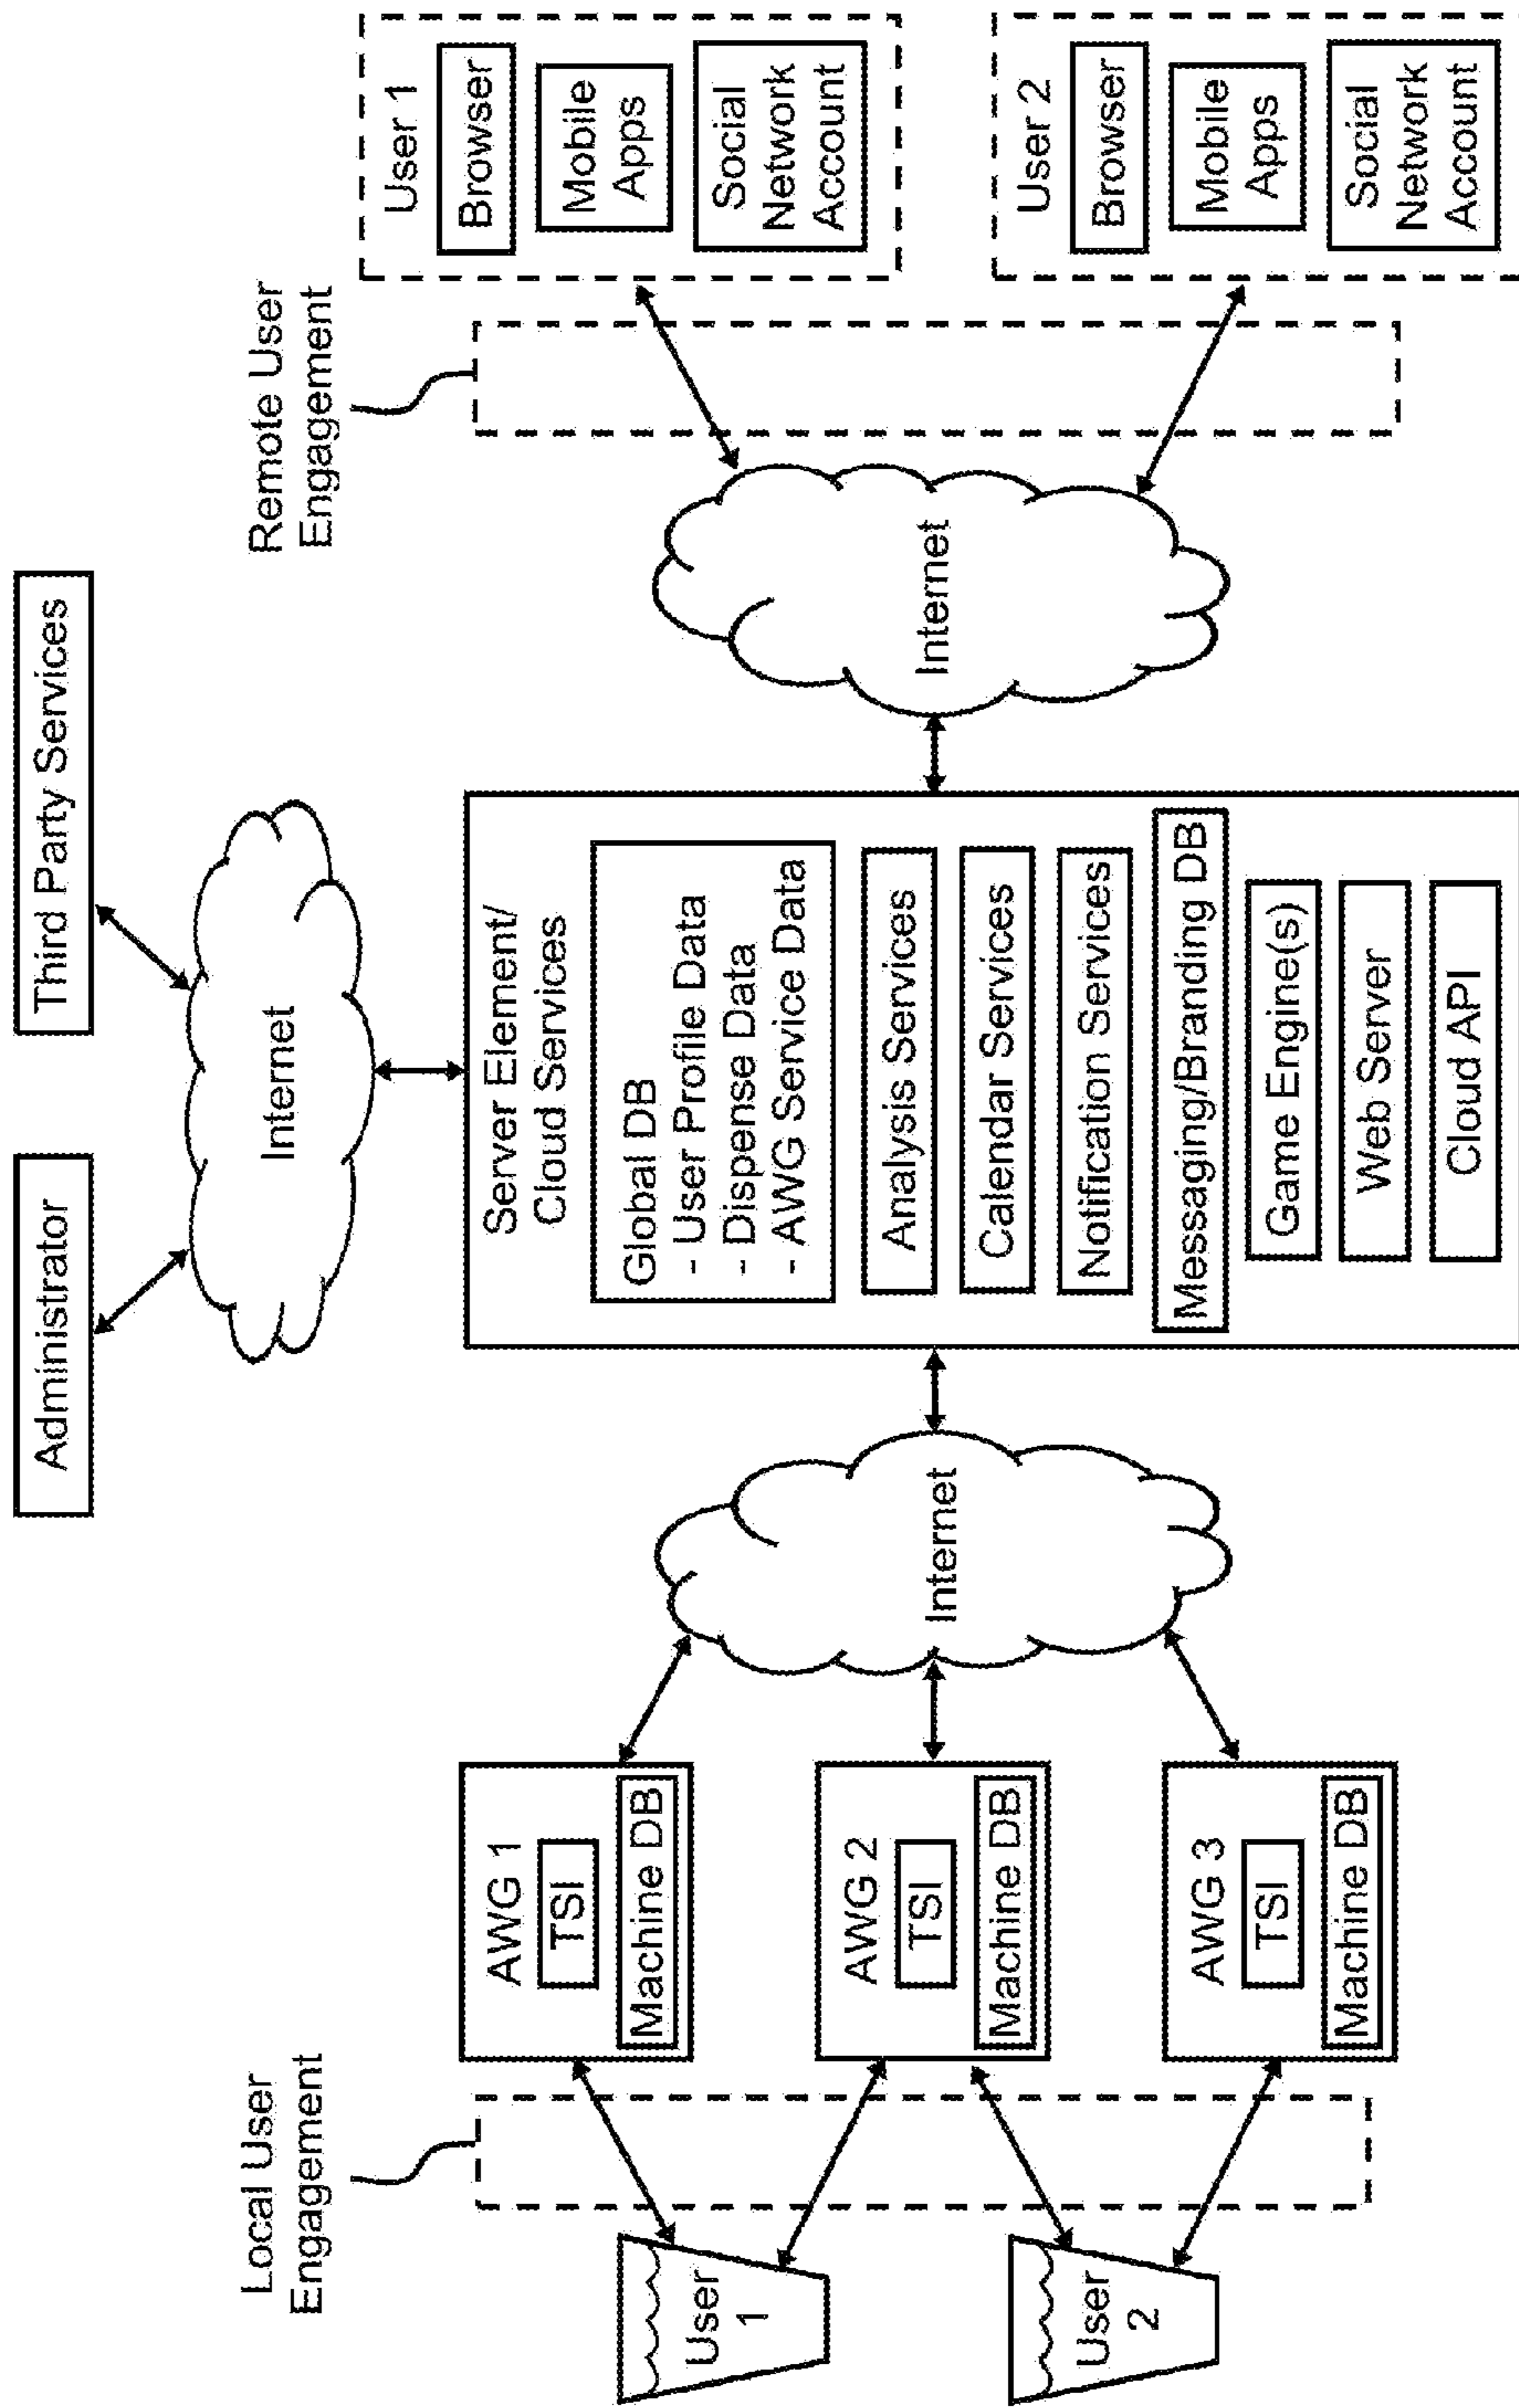 Administrator
Third Party Services
Internet
Local User
Engagement
Remote User
Engagement
User
1
User
2
AWG 1
TSI
Machine DB
AWG 2
TSI
Machine DB
AWG 3
TSI
Machine DB
Internet
Server Element/
Cloud Services
Global DB
- User Profile Data
- Dispense Data
- AWG Service Data
Analysis Services
Calendar Services
Notification Services
Messaging/Branding DB
Game Engine(s)
Web Server
Cloud API
Internet
User 1
Browser
Mobile
Apps
Social
Network
Account
User 2
Browser
Mobile
Apps
Social
Network
Account